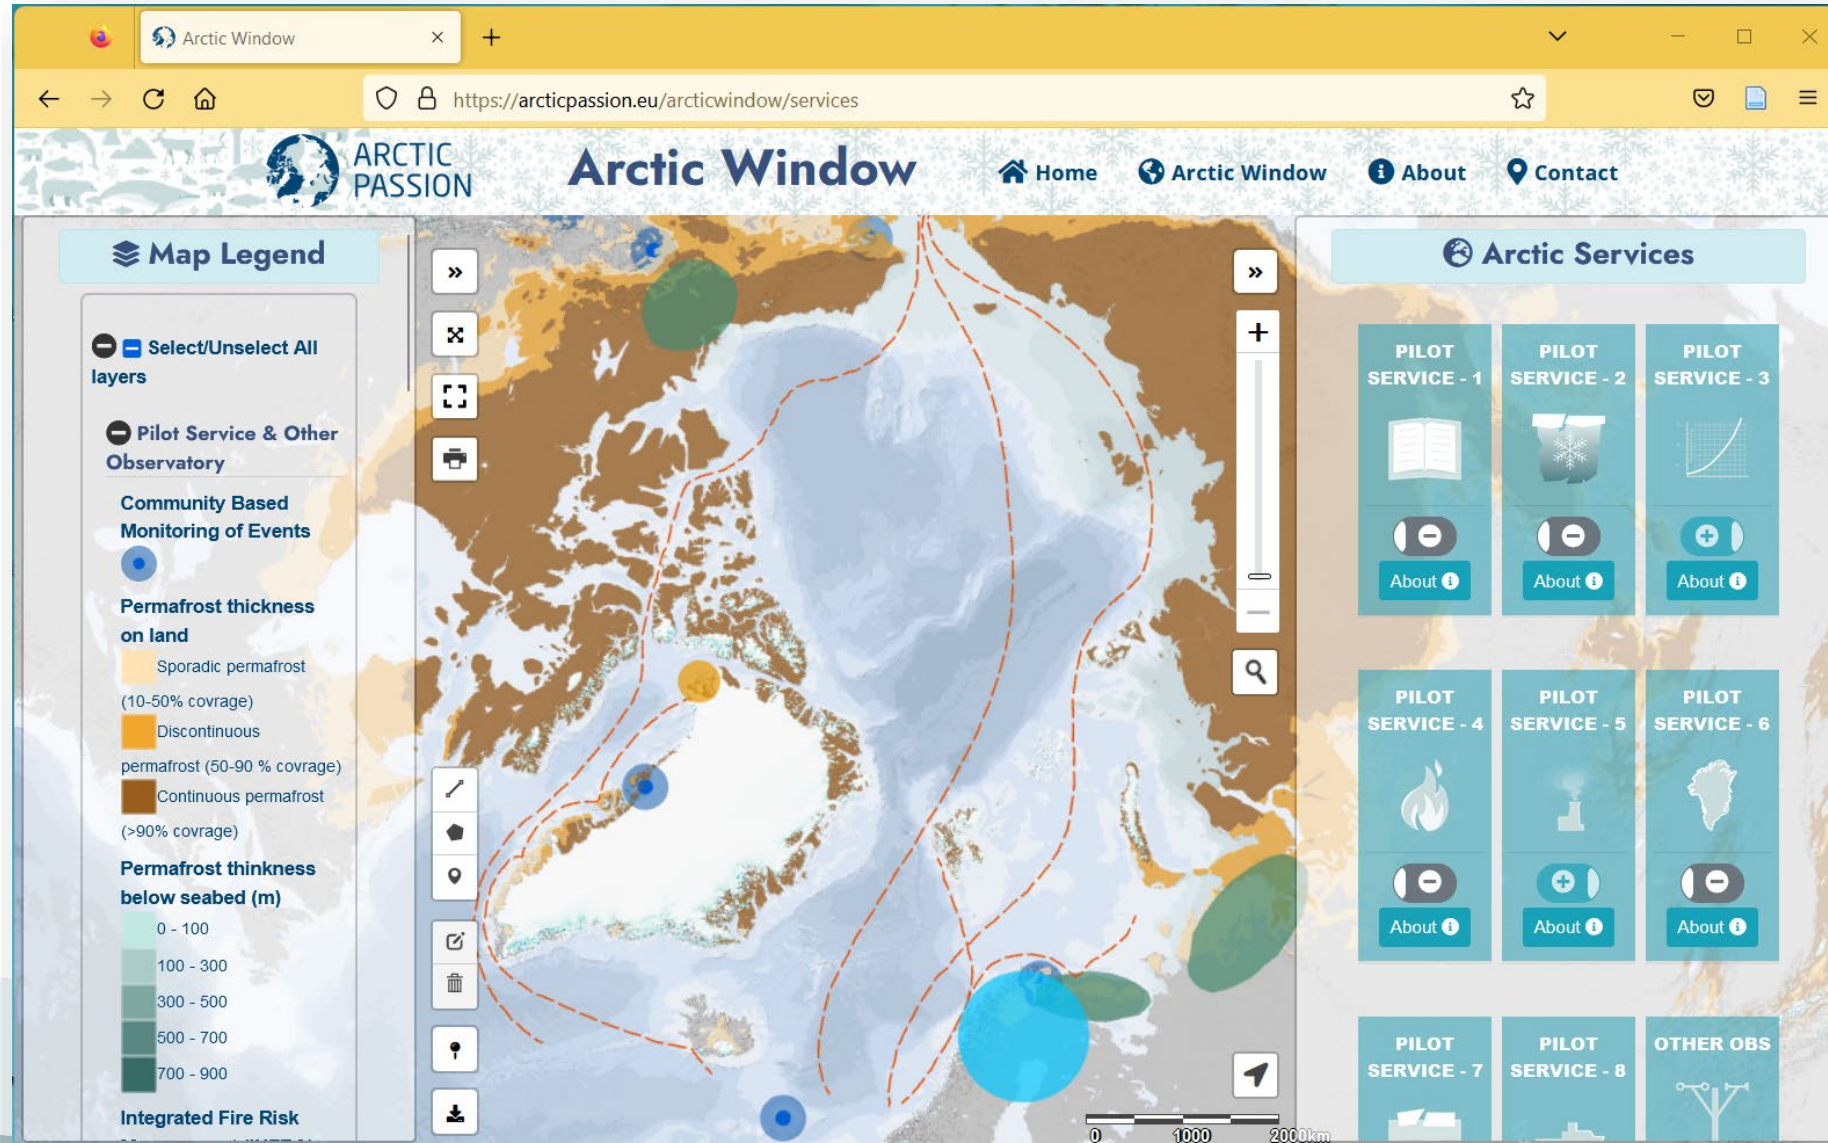 Arctic Window
https://arcticpassion.eu/arcticwindow/services
ARCTIC
PASSION
Arctic Window
Home
Arctic Window
About
Contact
Map Legend
Select/Unselect All
layers
Pilot Service & Other
Observatory
Community Based
Monitoring of Events
Permafrost thickness
on land
Sporadic permafrost
(10-50% covrage)
Discontinuous
permafrost (50-90 % covrage)
Continuous permafrost
(>90% covrage)
Permafrost thinkness
below seabed (m)
0 - 100
100 - 300
300 - 500
500 - 700
700 - 900
Integrated Fire Risk
0 1000 2000km
Arctic Services
PILOT
SERVICE - 1
About
PILOT
SERVICE - 2
About
PILOT
SERVICE - 3
About
PILOT
SERVICE - 4
About
PILOT
SERVICE - 5
About
PILOT
SERVICE - 6
About
PILOT
SERVICE - 7
PILOT
SERVICE - 8
OTHER OBS